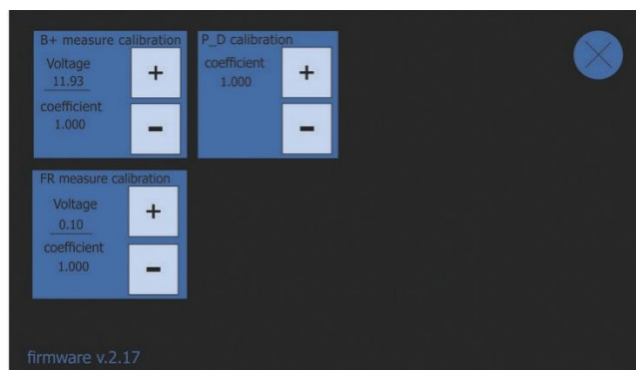 B+ measure calibration
Voltage
11.93
coefficient
1.000
+
-
P_D calibration
coefficient
1.000
+
-
FR measure calibration
Voltage
0.10
coefficient
1.000
+
-
firmware v.2.17